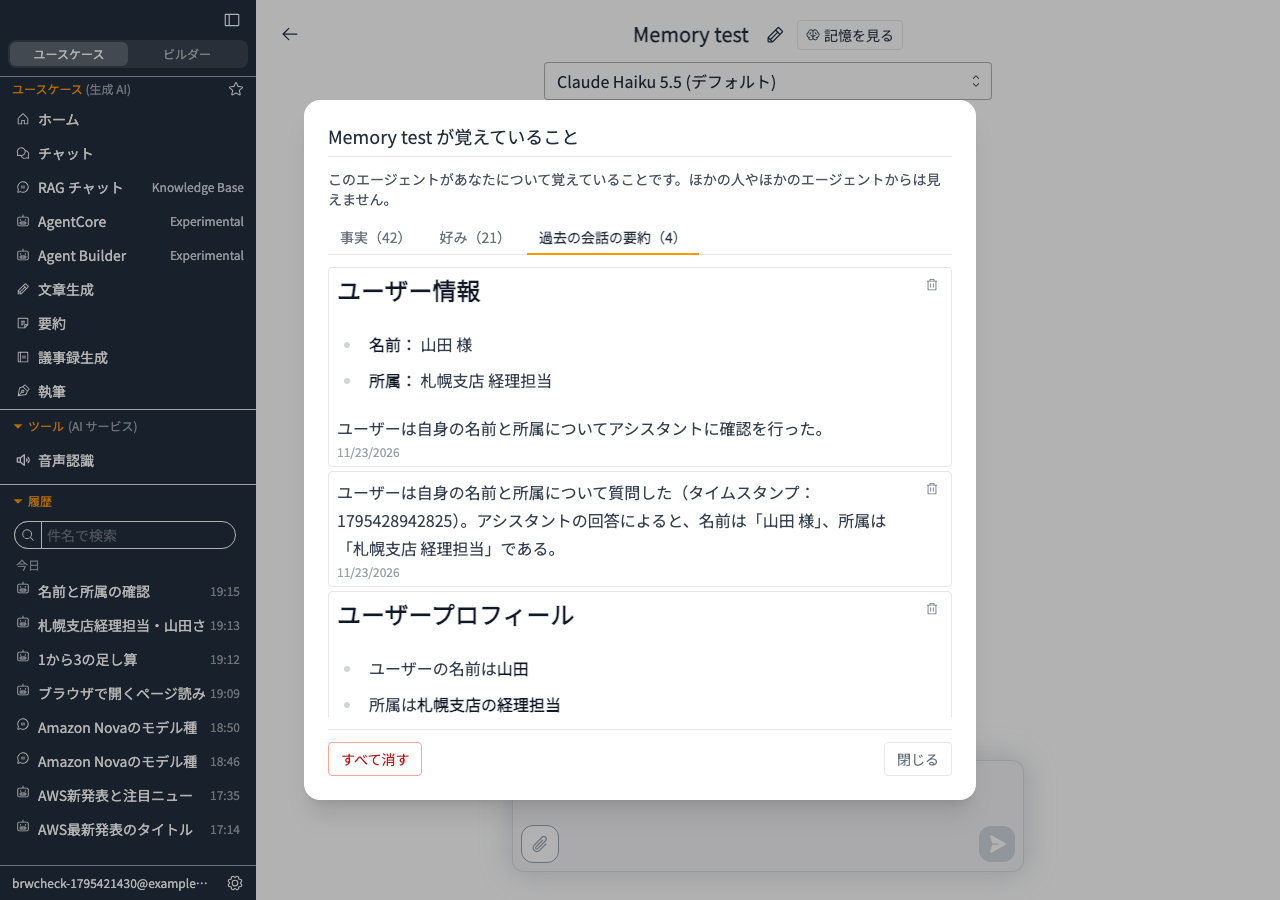 ユースケース
ビルダー
ユースケース (生成 AI)
ホーム
チャット
RAG チャット Knowledge Base
AgentCore Experimental
Agent Builder Experimental
文章生成
要約
議事録生成
執筆
ツール (AI サービス)
音声認識
履歴
件名で検索
今日
名前と所属の確認 19:15
札幌支店経理担当・山田さ 19:13
1から3の足し算 19:12
ブラウザで開くページ読み 19:09
Amazon Novaのモデル種 18:50
Amazon Novaのモデル種 18:46
AWS新発表と注目ニュー 17:35
AWS最新発表のタイトル 17:14
brwcheck-1795421430@example…
Memory test
記憶を見る
Claude Haiku 5.5 (デフォルト)
Memory test が覚えていること
このエージェントがあなたについて覚えていることです。ほかの人やほかのエージェントからは見
えません。
事実（42） 好み（21） 過去の会話の要約（4）
ユーザー情報
名前： 山田 様
所属： 札幌支店 経理担当
ユーザーは自身の名前と所属についてアシスタントに確認を行った。
11/23/2026
ユーザーは自身の名前と所属について質問した（タイムスタンプ：
1795428942825）。アシスタントの回答によると、名前は「山田 様」、所属は
「札幌支店 経理担当」である。
11/23/2026
ユーザープロフィール
ユーザーの名前は山田
所属は札幌支店の経理担当
すべて消す
閉じる